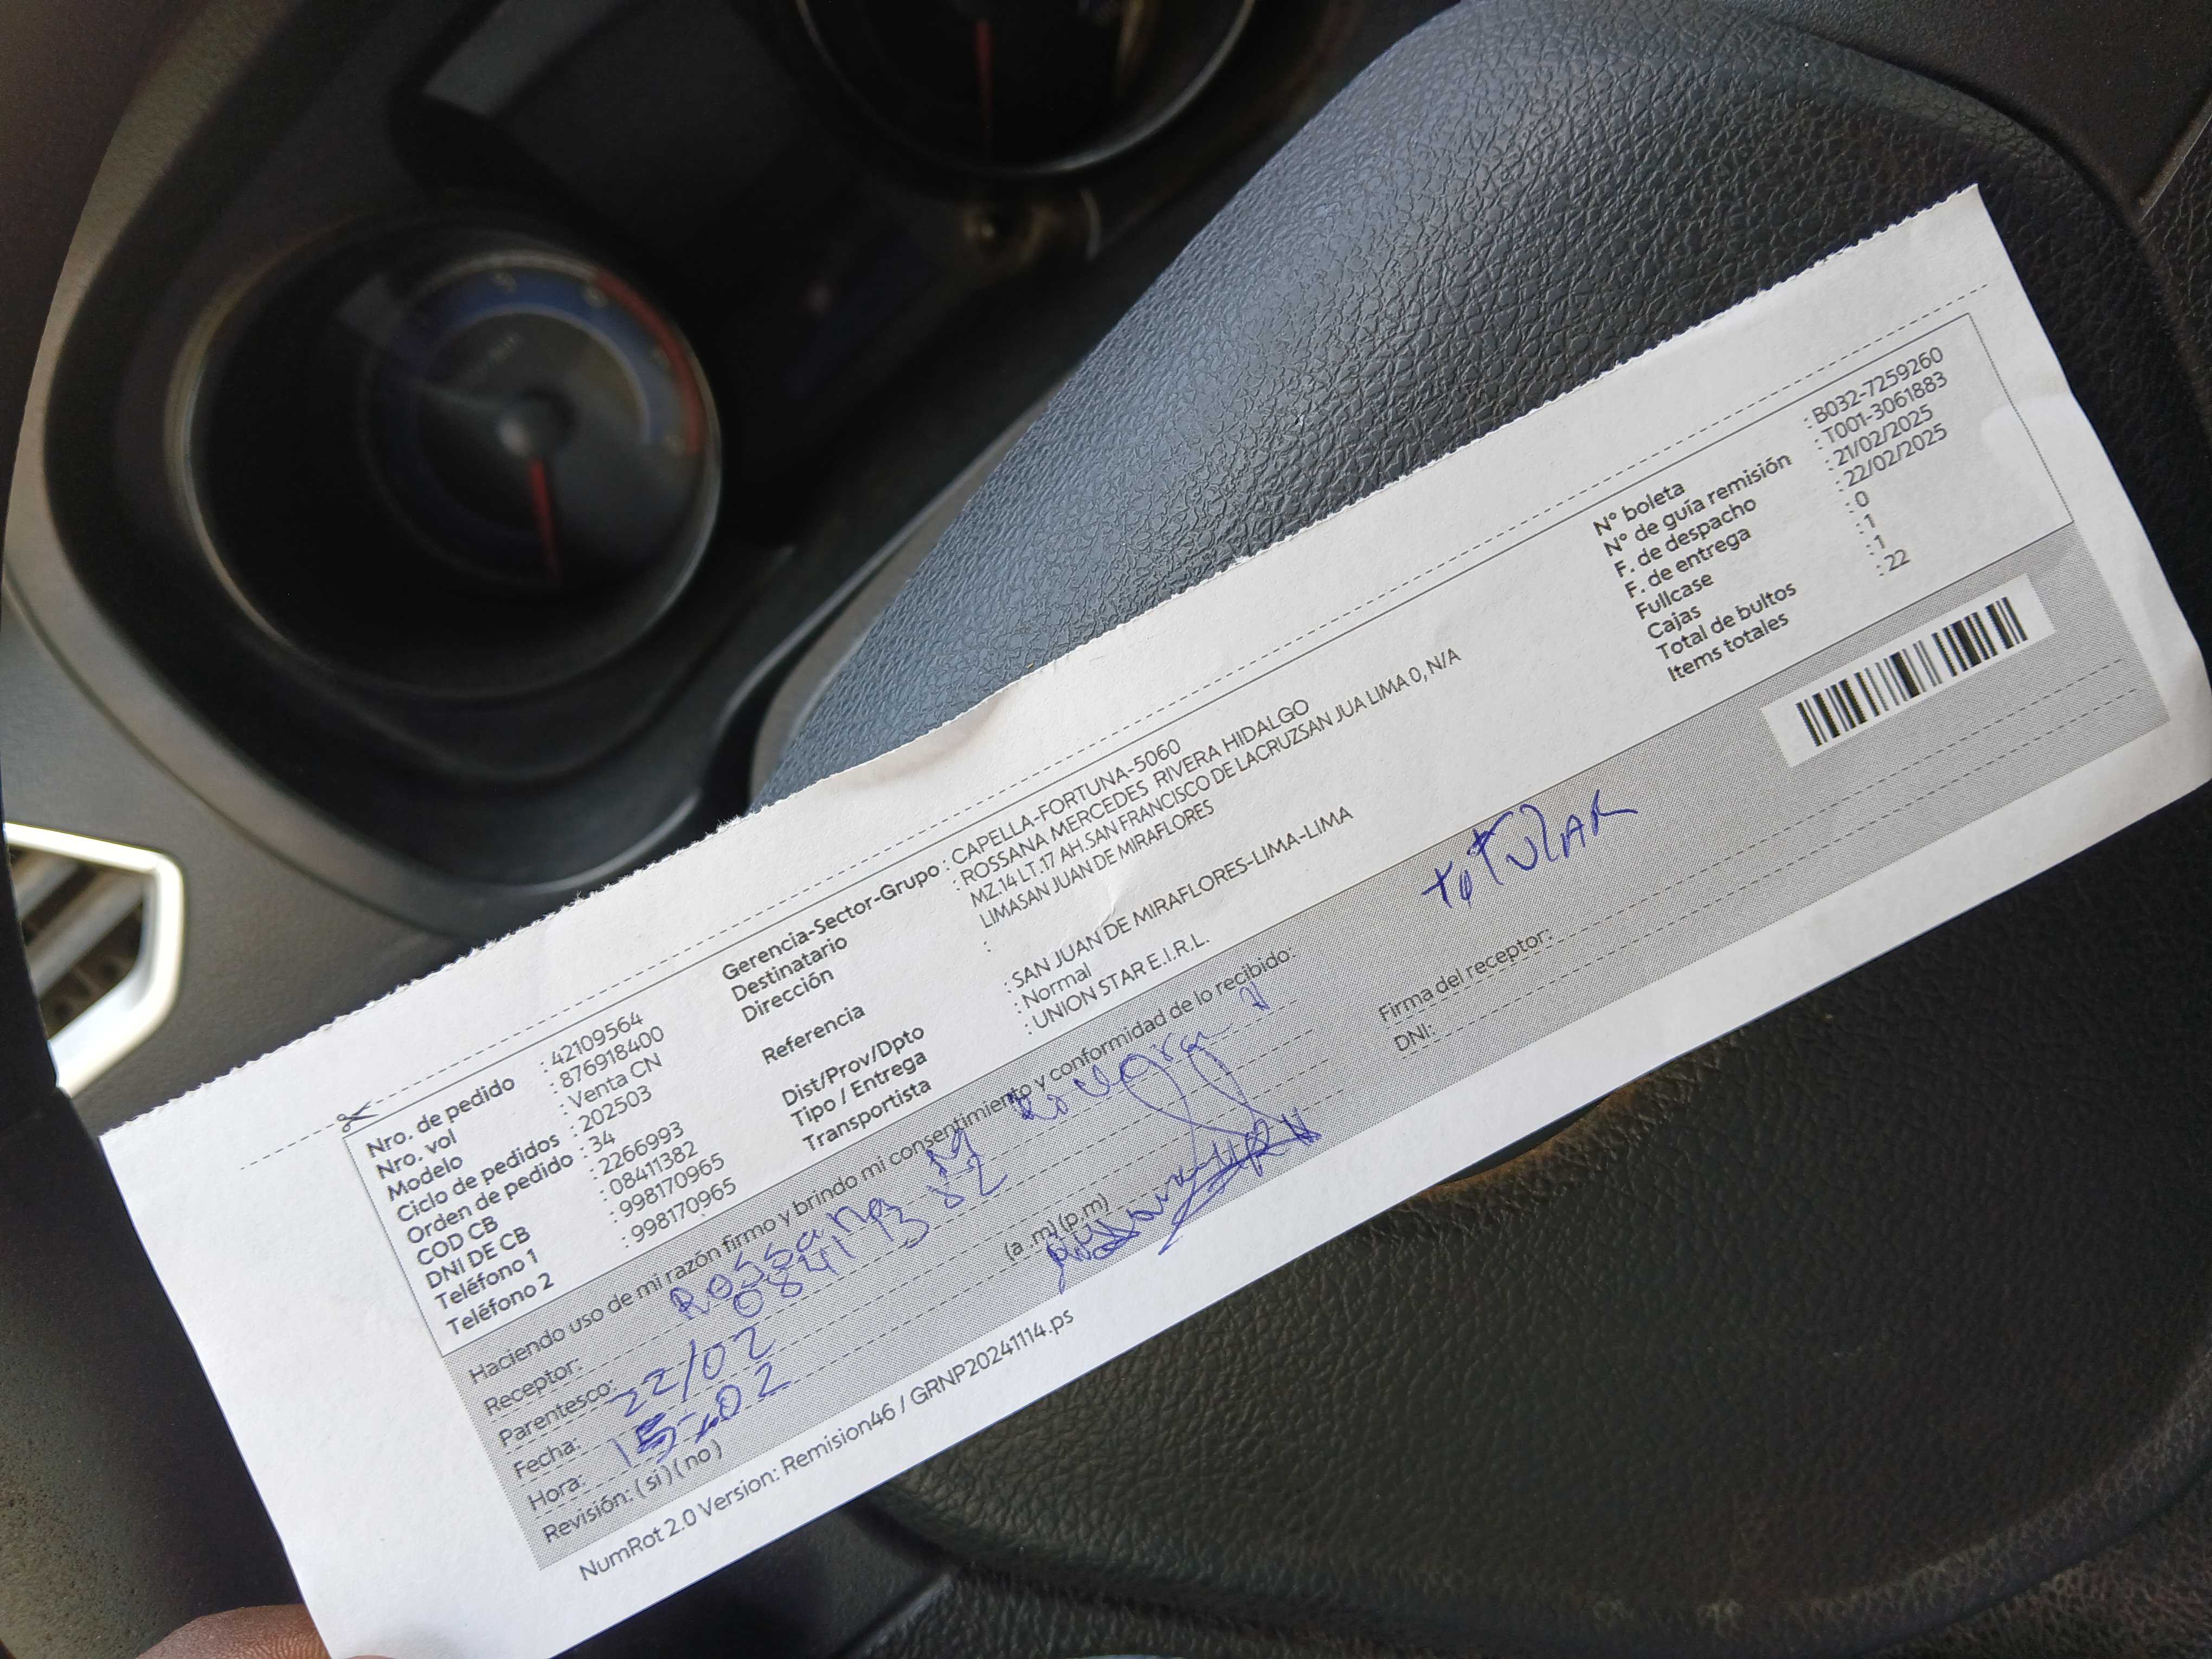 Nro. de pedido : 42109564
Nro. vol : 876918400
Modelo : Venta CN
Ciclo de pedidos : 202503
Orden de pedido : 34
COD CB : 2266993
DNI DE CB : 08411382
Teléfono 1 : 998170965
Teléfono 2 : 998170965
Gerencia-Sector-Grupo : CAPELLA-FORTUNA-5060
Destinatario : ROSSANA MERCEDES RIVERA HIDALGO
Dirección MZ.14 LT.17 AH.SAN FRANCISCO DE LACRUZSAN JUA LIMA 0, N/A
LIMASAN JUAN DE MIRAFLORES
Referencia :
Dist/Prov/Dpto : SAN JUAN DE MIRAFLORES-LIMA-LIMA
Tipo / Entrega : Normal
Transportista : UNION STAR E.I.R.L.
N° boleta : B032-7259260
N° de guía remisión : T001-3061883
F. de despacho : 21/02/2025
F. de entrega : 22/02/2025
Fullcase : 0
Cajas : 1
Total de bultos : 1
Items totales : 22
Haciendo uso de mi razón firmo y brindo mi consentimiento y conformidad de lo recibido:
Receptor: Rossana
Parentesco:
Fecha: 22/02
Hora: (a .m) (p.m)
Revisión: ( si ) ( no )
Firma del receptor:
DNI:
NumRot 2.0 Version: Remision46 / GRNP20241114.ps